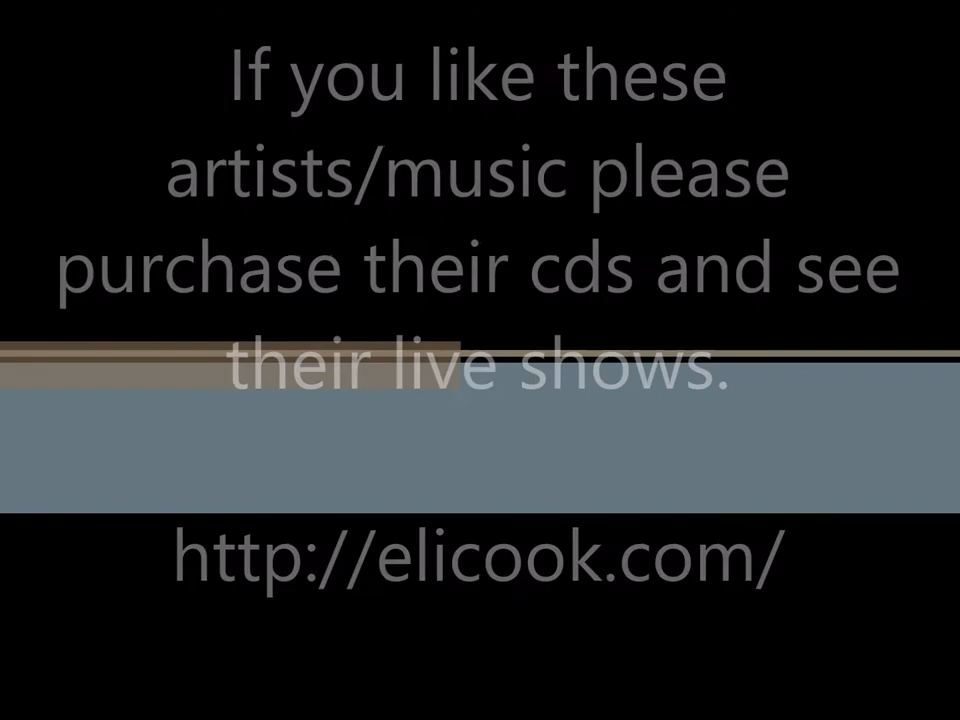 If you like these
artists/music please
purchase their cds and see
their live shows.
http://elicook.com/